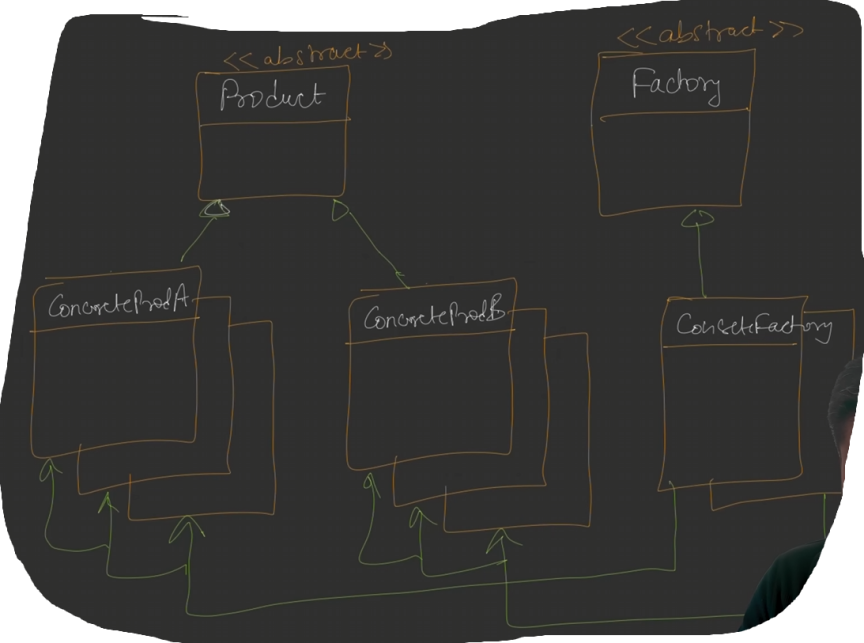 <<abstract>>
Product
<<abstract>>
Factory
ConcreteProdA
ConcreteProdB
ConcreteFactory